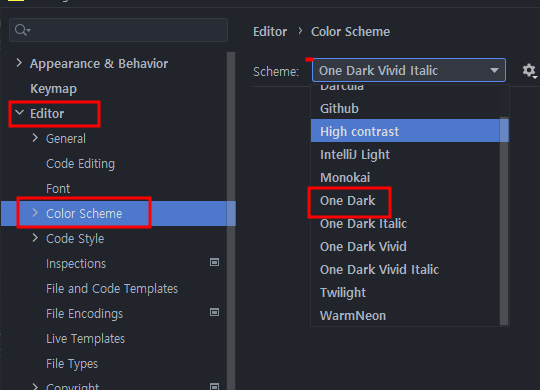 Editor › Color Scheme
Appearance & Behavior
Keymap
Editor
General
Code Editing
Font
Color Scheme
Code Style
Inspections
File and Code Templates
File Encodings
Live Templates
File Types
Copyright
Scheme: One Dark Vivid Italic
Darcula
Github
High contrast
IntelliJ Light
Monokai
One Dark
One Dark Italic
One Dark Vivid
One Dark Vivid Italic
Twilight
WarmNeon